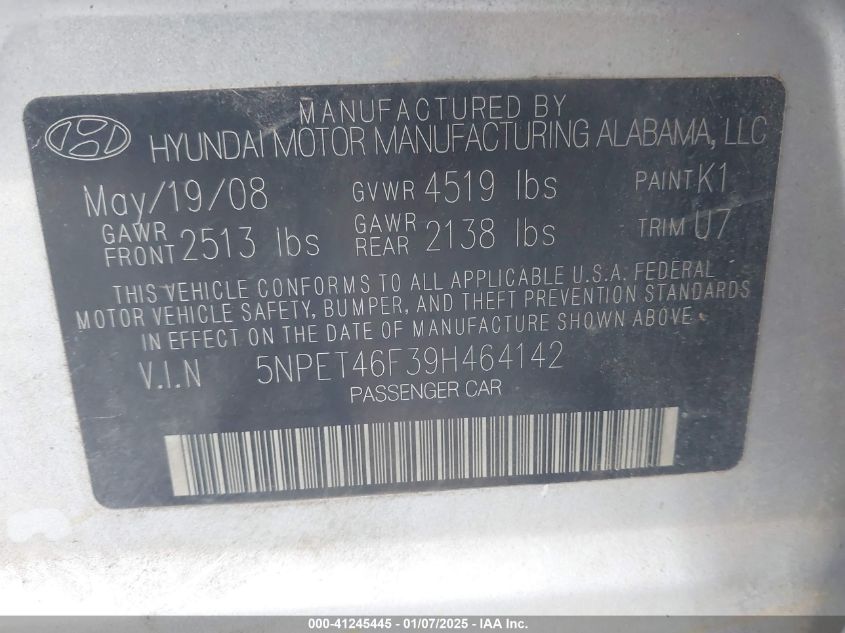 MANUFACTURED BY
HYUNDAI MOTOR MANUFACTURING ALABAMA, LLC
May/19/08 GVWR 4519 lbs PAINT K1
GAWR FRONT 2513 lbs GAWR REAR 2138 lbs TRIM U7
THIS VEHICLE CONFORMS TO ALL APPLICABLE U.S.A. FEDERAL
MOTOR VEHICLE SAFETY, BUMPER, AND THEFT PREVENTION STANDARDS
IN EFFECT ON THE DATE OF MANUFACTURE SHOWN ABOVE.
V.I.N 5NPET46F39H464142
PASSENGER CAR
000-41245445 - 01/07/2025 - IAA Inc.